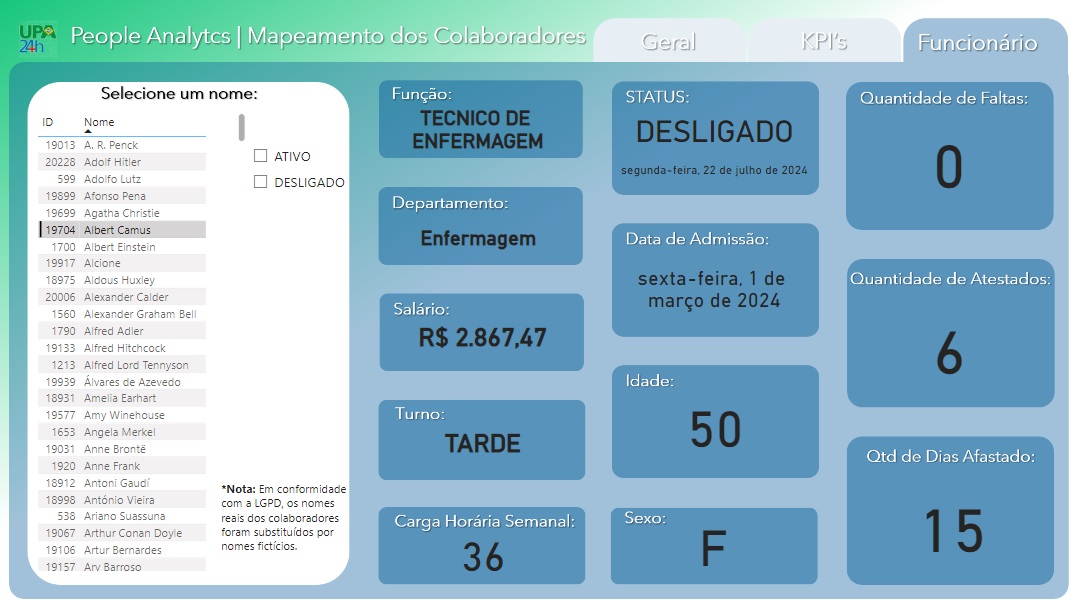 UPA
24h
People Analytcs | Mapeamento dos Colaboradores
Geral
KPI's
Funcionário
Selecione um nome:
ID Nome
19013 A. R. Penck
20228 Adolf Hitler
599 Adolfo Lutz
19899 Afonso Pena
19699 Agatha Christie
19704 Albert Camus
1700 Albert Einstein
19917 Alcione
18975 Aldous Huxley
20006 Alexander Calder
1560 Alexander Graham Bell
1790 Alfred Adler
19133 Alfred Hitchcock
1213 Alfred Lord Tennyson
19939 Álvares de Azevedo
18931 Amelia Earhart
19577 Amy Winehouse
1653 Angela Merkel
19031 Anne Brontë
1920 Anne Frank
18912 Antoni Gaudí
18998 António Vieira
538 Ariano Suassuna
19067 Arthur Conan Doyle
19106 Artur Bernardes
19157 Ary Barroso
ATIVO
DESLIGADO
*Nota: Em conformidade
com a LGPD, os nomes
reais dos colaboradores
foram substituídos por
nomes fictícios.
Função:
TECNICO DE
ENFERMAGEM
Departamento:
Enfermagem
Salário:
R$ 2.867,47
Turno:
TARDE
Carga Horária Semanal:
36
STATUS:
DESLIGADO
segunda-feira, 22 de julho de 2024
Data de Admissão:
sexta-feira, 1 de
março de 2024
Idade:
50
Sexo:
F
Quantidade de Faltas:
0
Quantidade de Atestados:
6
Qtd de Dias Afastado:
15